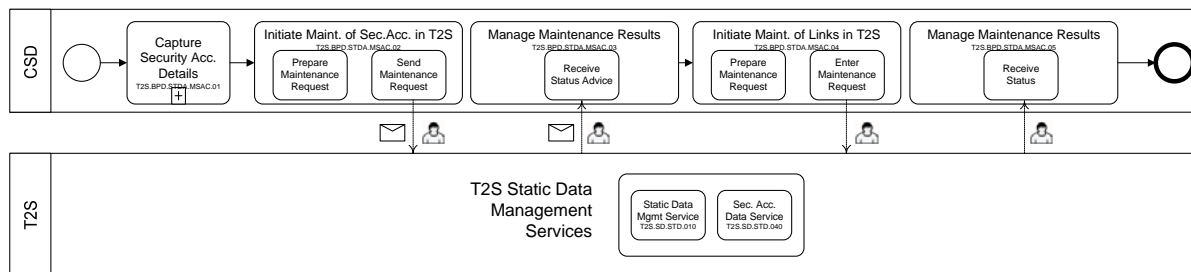 CSD
Capture
Security Acc.
Details
T2S.BPD.STDA.MSAC.01
+
Initiate Maint. of Sec.Acc. in T2S
T2S.BPD.STDA.MSAC.02
Prepare
Maintenance
Request
Send
Maintenance
Request
Manage Maintenance Results
T2S.BPD.STDA.MSAC.03
Receive
Status Advice
Initiate Maint. of Links in T2S
T2S.BPD.STDA.MSAC.04
Prepare
Maintenance
Request
Enter
Maintenance
Request
Manage Maintenance Results
T2S.BPD.STDA.MSAC.05
Receive
Status
T2S
T2S Static Data
Management
Services
Static Data
Mgmt Service
T2S.SD.STD.010
Sec. Acc.
Data Service
T2S.SD.STD.040